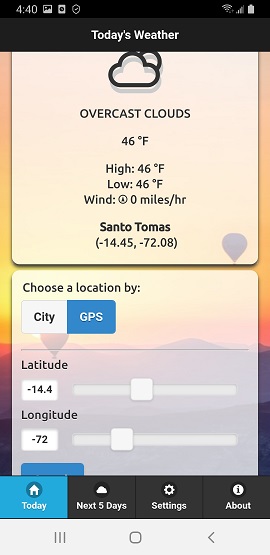 4:40
Today's Weather
OVERCAST CLOUDS
46 °F
High: 46 °F
Low: 46 °F
Wind: 0 miles/hr
Santo Tomas
(-14.45, -72.08)
Choose a location by:
City GPS
Latitude
-14.4
Longitude
-72
Today Next 5 Days Settings About